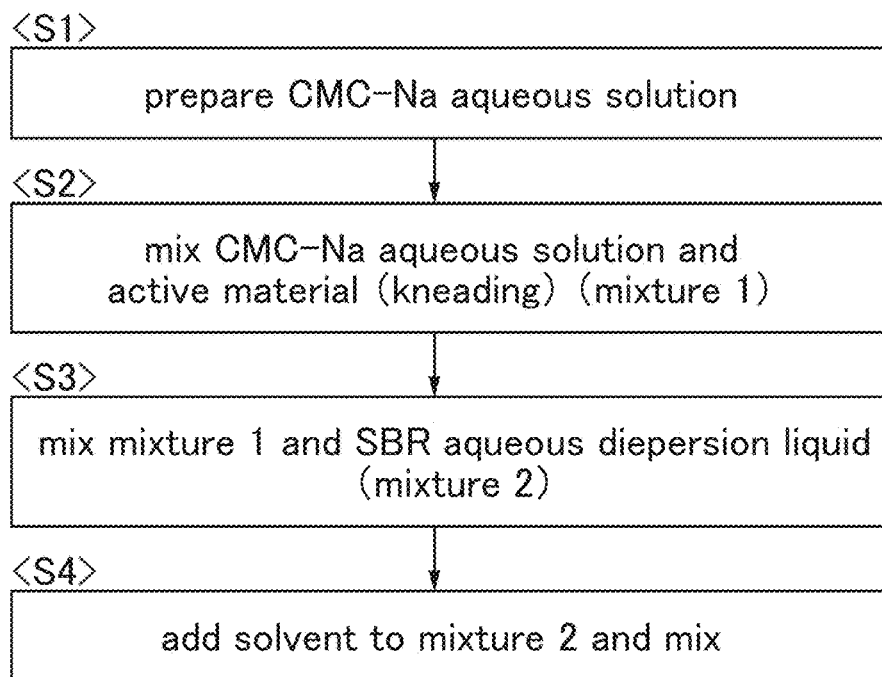 <S1>
prepare CMC-Na aqueous solution
<S2>
mix CMC-Na aqueous solution and
active material (kneading) (mixture 1)
<S3>
mix mixture 1 and SBR aqueous diepersion liquid
(mixture 2)
<S4>
add solvent to mixture 2 and mix